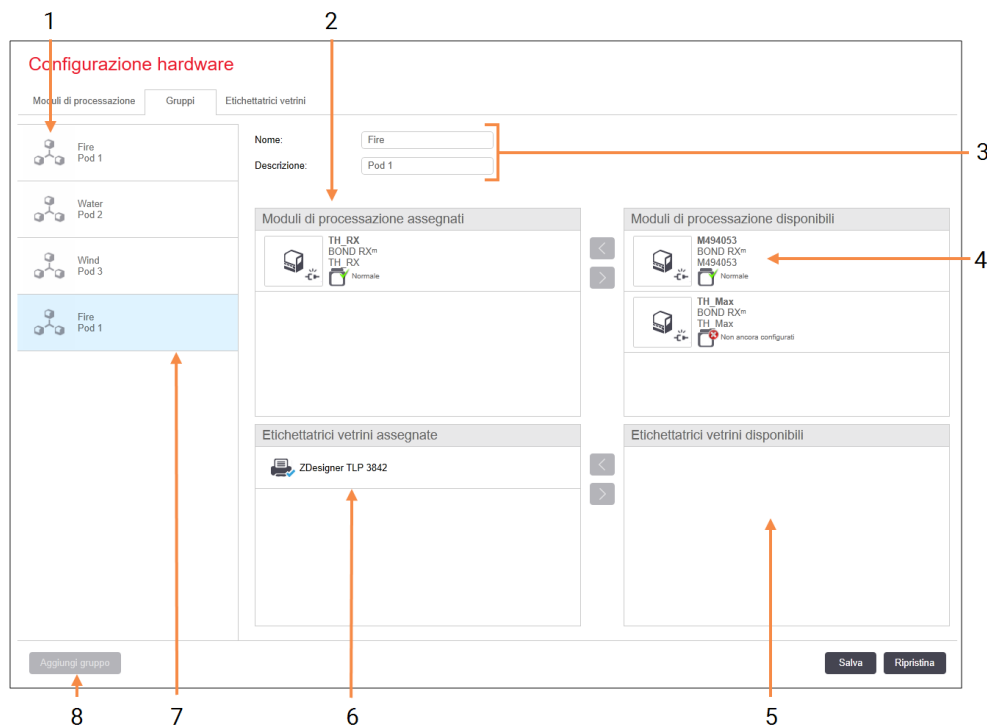 1
2
Configurazione hardware
Moduli di processazione
Gruppi
Etichettatrici vetrini
Fire
Pod 1
Water
Pod 2
Wind
Pod 3
Fire
Pod 1
Nome:
Fire
Descrizione:
Pod 1
3
Moduli di processazione assegnati
TH_RX
BOND RXᵐ
TH_RX
Normale
<
>
Moduli di processazione disponibili
M494053
BOND RXᵐ
M494053
Normale
4
TH_Max
BOND RXᵐ
TH_Max
Non ancora configurati
Etichettatrici vetrini assegnate
ZDesigner TLP 3842
<
>
Etichettatrici vetrini disponibili
Aggiungi gruppo
Salva
Ripristina
8
7
6
5